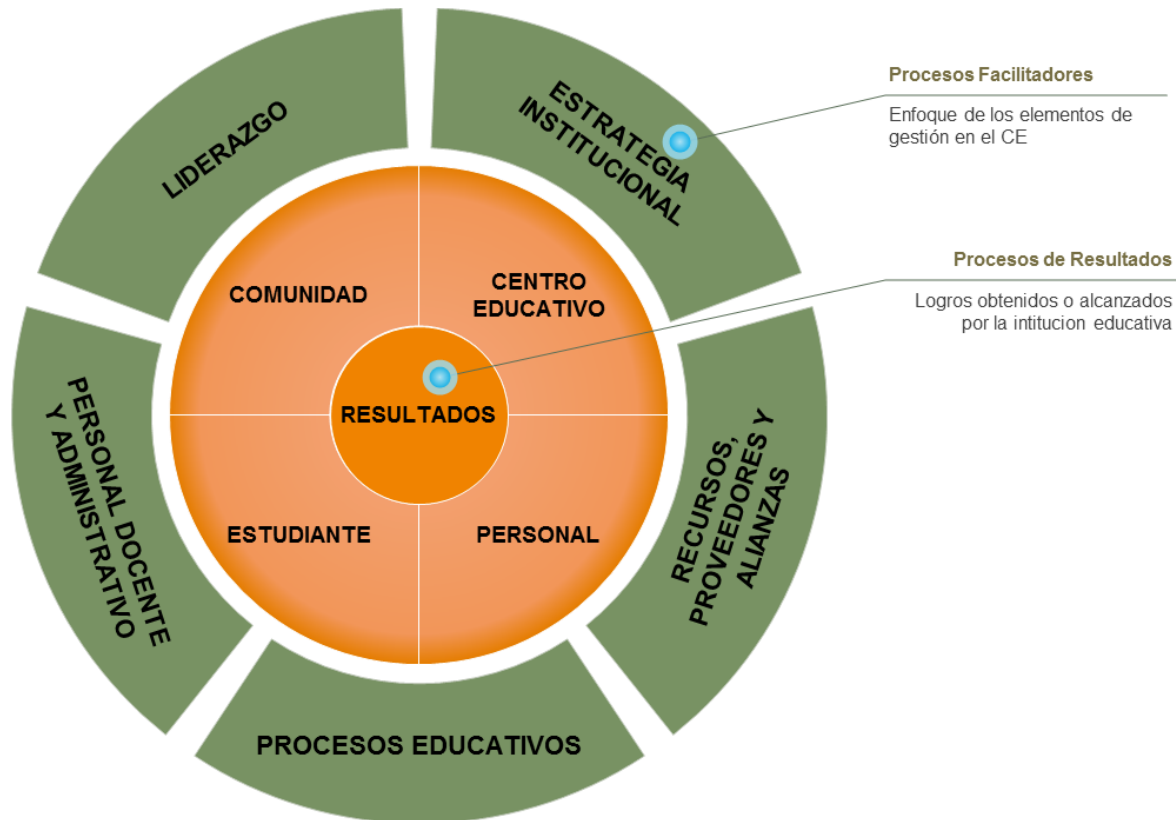 LIDERAZGO
ESTRATEGIA
INSTITUCIONAL
Procesos Facilitadores
Enfoque de los elementos de
gestión en el CE
Procesos de Resultados
Logros obtenidos o alcanzados
por la intitucion educativa
COMUNIDAD
CENTRO
EDUCATIVO
RESULTADOS
ESTUDIANTE
PERSONAL
PERSONAL DOCENTE
Y ADMINISTRATIVO
RECURSOS,
PROVEEDORES Y
ALIANZAS
PROCESOS EDUCATIVOS